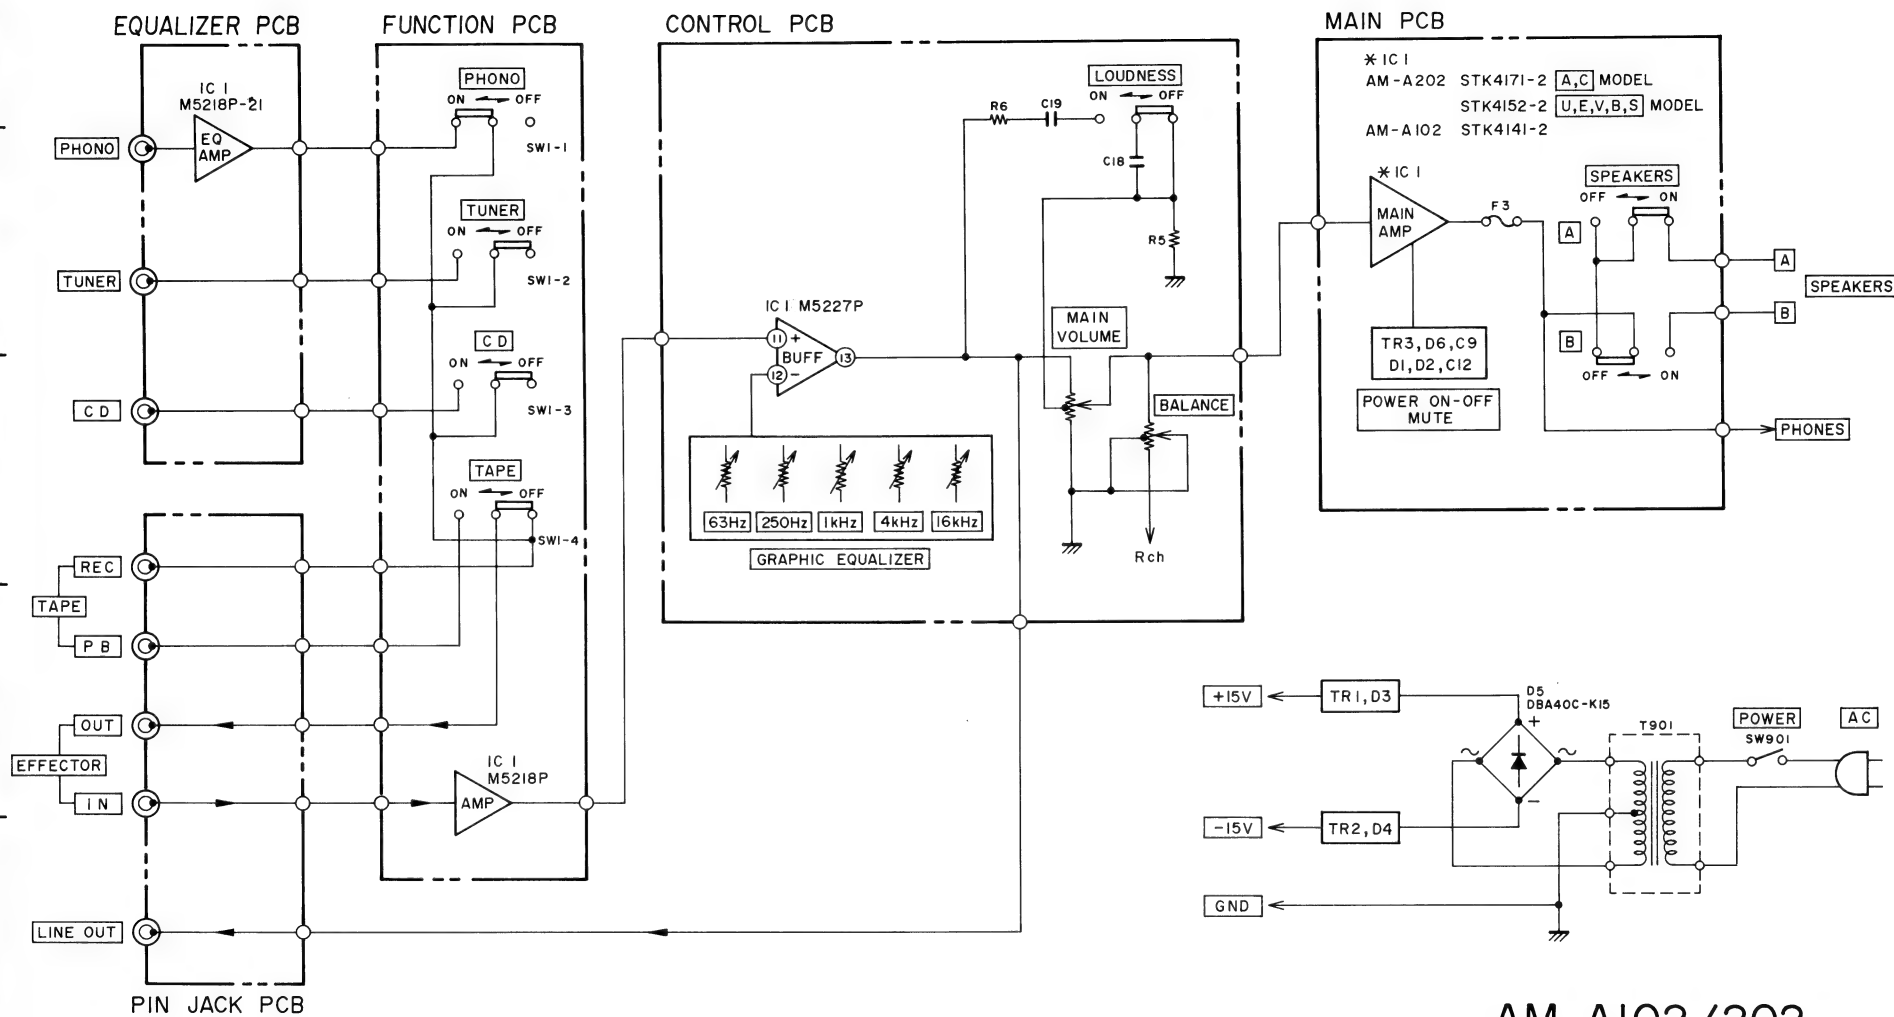 EQUALIZER PCB
IC 1
M5218P-21
EQ
AMP
PHONO
TUNER
CD
REC
TAPE
PB
OUT
EFFECTOR
IN
LINE OUT
PIN JACK PCB
FUNCTION PCB
PHONO
ON OFF
SW1-1
TUNER
ON OFF
SW1-2
CD
ON OFF
SW1-3
TAPE
ON OFF
SW1-4
IC 1
M5218P
AMP
CONTROL PCB
LOUDNESS
ON OFF
R6 C19
C18
R5
IC 1 M5227P
11 +
BUFF 13
12 -
MAIN
VOLUME
BALANCE
63Hz 250Hz 1kHz 4kHz 16kHz
GRAPHIC EQUALIZER
Rch
MAIN PCB
*IC 1
AM-A202 STK4171-2 A,C MODEL
STK4152-2 U,E,V,B,S MODEL
AM-A102 STK4141-2
*IC 1
MAIN
AMP
F3
SPEAKERS
OFF ON
A
B
OFF ON
TR3, D6, C9
D1, D2, C12
POWER ON-OFF
MUTE
A
SPEAKERS
B
PHONES
+15V TR1, D3
D5
DBA40C-K15
+
~ ~
-
-15V TR2, D4
GND
T901
POWER
SW901
AC
AM-A102/202